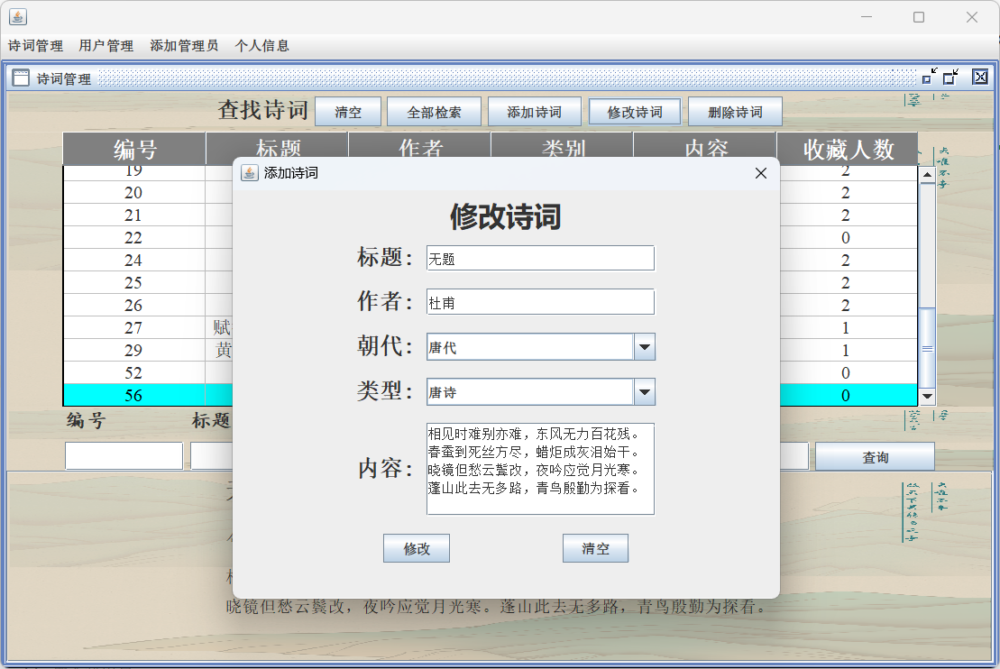 诗词管理 用户管理 添加管理员 个人信息
诗词管理
查找诗词 清空 全部检索 添加诗词 修改诗词 删除诗词
编号 标题 作者 类别 内容 收藏人数
19 2
20 2
21 2
22 0
24 2
25 2
26 2
27 赋 1
29 黄 1
52 0
56 0
编号 标题
查询
添加诗词
修改诗词
标题： 无题
作者： 杜甫
朝代： 唐代
类型： 唐诗
内容：
相见时难别亦难，东风无力百花残。
春蚕到死丝方尽，蜡炬成灰泪始干。
晓镜但愁云鬓改，夜吟应觉月光寒。
蓬山此去无多路，青鸟殷勤为探看。
修改 清空
晓镜但愁云鬓改，夜吟应觉月光寒。蓬山此去无多路，青鸟殷勤为探看。